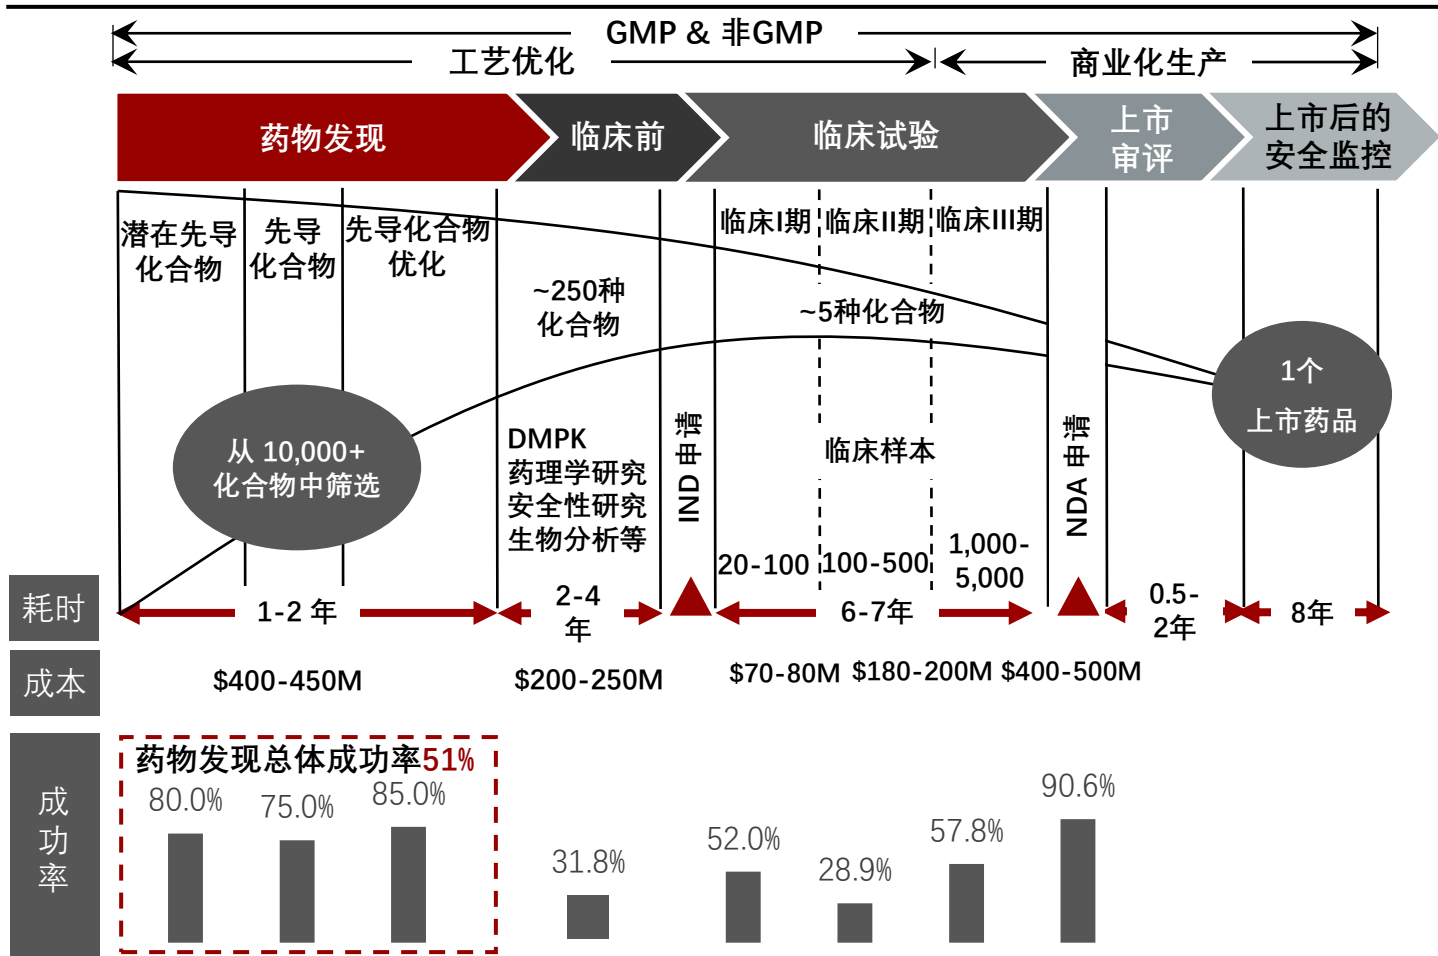 GMP & 非GMP
工艺优化
商业化生产
药物发现
临床前
临床试验
上市
审评
上市后的
安全监控
潜在先导
化合物
先导
化合物
先导化合物
优化
临床I期
临床II期
临床III期
~250种
化合物
~5种化合物
1个
上市药品
从 10,000+
化合物中筛选
DMPK
药理学研究
安全性研究
生物分析等
IND 申请
临床样本
NDA 申请
20-100
100-500
1,000-
5,000
耗时
1-2 年
2-4
年
6-7年
0.5-
2年
8年
成本
$400-450M
$200-250M
$70-80M
$180-200M
$400-500M
成
功
率
药物发现总体成功率51%
80.0%
75.0%
85.0%
31.8%
52.0%
28.9%
57.8%
90.6%